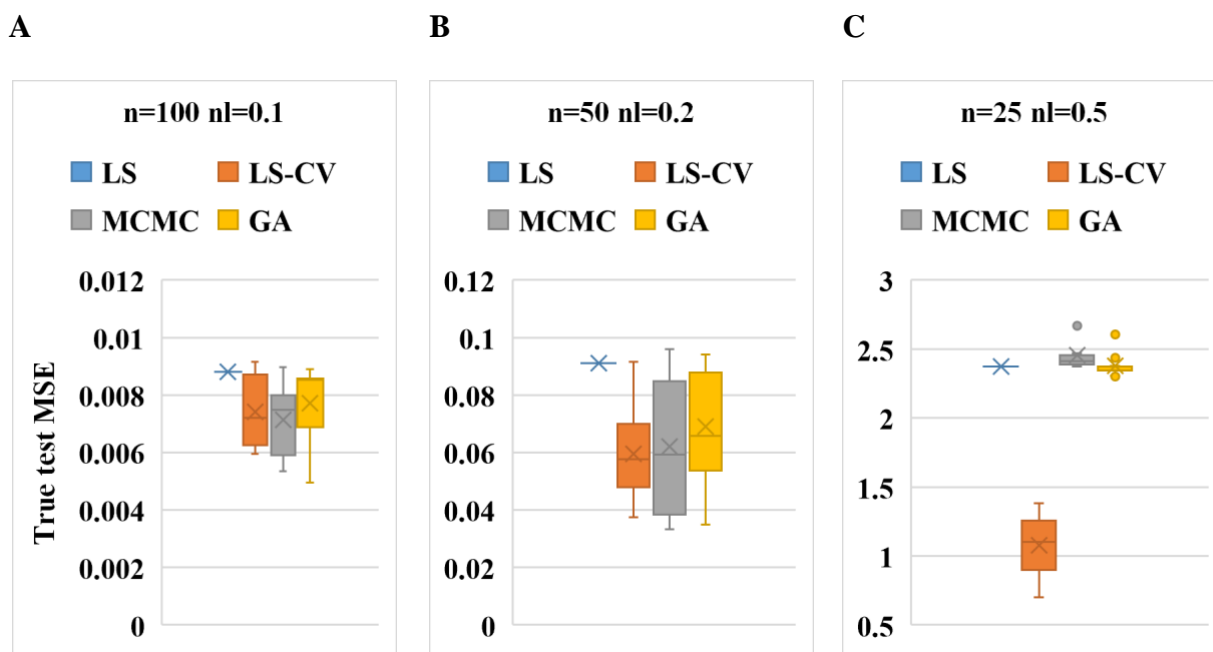 A
B
C
n=100 nl=0.1
LS LS-CV
MCMC GA
0.012
0.01
0.008
0.006
0.004
0.002
0
True test MSE
n=50 nl=0.2
LS LS-CV
MCMC GA
0.12
0.1
0.08
0.06
0.04
0.02
0
n=25 nl=0.5
LS LS-CV
MCMC GA
3
2.5
2
1.5
1
0.5